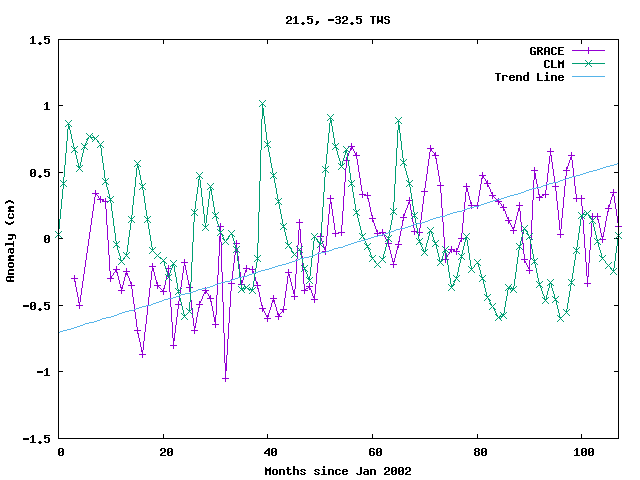 21.5, -32.5 TWS
GRACE
CLM
Trend Line
1.5
1
0.5
0
-0.5
-1
-1.5
Anomaly (cm)
0 20 40 60 80 100
Months since Jan 2002